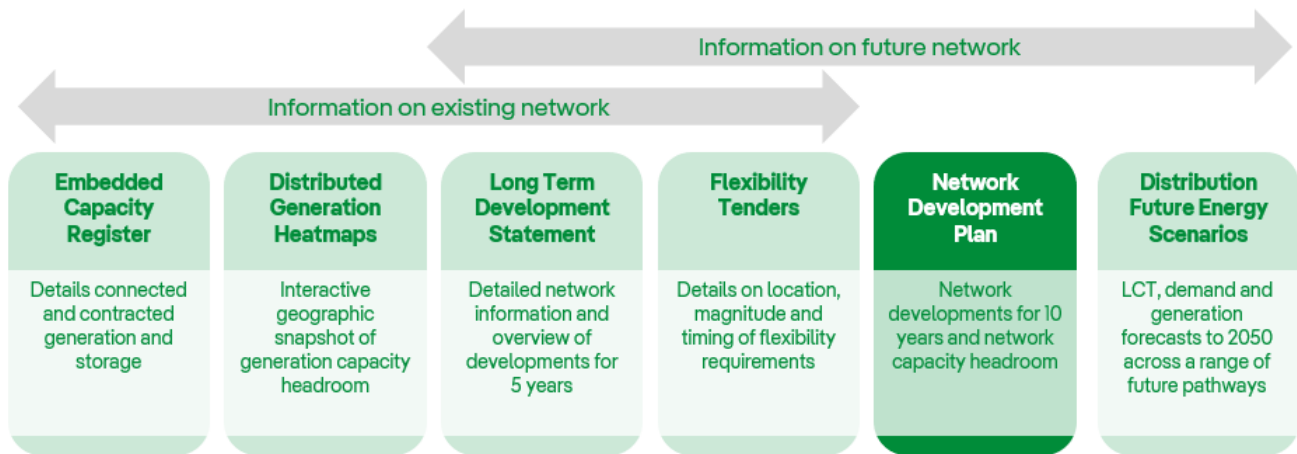 Information on future network
Information on existing network
Embedded
Capacity
Register
Details connected
and contracted
generation and
storage
Distributed
Generation
Heatmaps
Interactive
geographic
snapshot of
generation capacity
headroom
Long Term
Development
Statement
Detailed network
information and
overview of
developments for
5 years
Flexibility
Tenders
Details on location,
magnitude and
timing of flexibility
requirements
Network
Development
Plan
Network
developments for 10
years and network
capacity headroom
Distribution
Future Energy
Scenarios
LCT, demand and
generation
forecasts to 2050
across a range of
future pathways